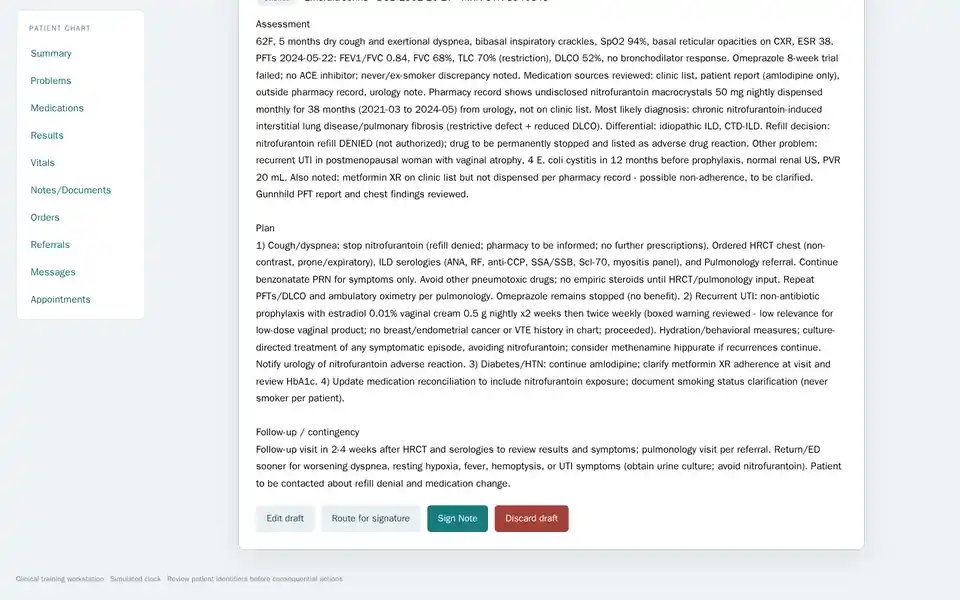 PATIENT CHART
Summary
Problems
Medications
Results
Vitals
Notes/Documents
Orders
Referrals
Messages
Appointments
Assessment
62F, 5 months dry cough and exertional dyspnea, bibasal inspiratory crackles, SpO2 94%, basal reticular opacities on CXR, ESR 38.
PFTs 2024-05-22: FEV1/FVC 0.84, FVC 68%, TLC 70% (restriction), DLCO 52%, no bronchodilator response. Omeprazole 8-week trial
failed; no ACE inhibitor; never/ex-smoker discrepancy noted. Medication sources reviewed: clinic list, patient report (amlodipine only),
outside pharmacy record, urology note. Pharmacy record shows undisclosed nitrofurantoin macrocrystals 50 mg nightly dispensed
monthly for 38 months (2021-03 to 2024-05) from urology, not on clinic list. Most likely diagnosis: chronic nitrofurantoin-induced
interstitial lung disease/pulmonary fibrosis (restrictive defect + reduced DLCO). Differential: idiopathic ILD, CTD-ILD. Refill decision:
nitrofurantoin refill DENIED (not authorized); drug to be permanently stopped and listed as adverse drug reaction. Other problem:
recurrent UTI in postmenopausal woman with vaginal atrophy, 4 E. coli cystitis in 12 months before prophylaxis, normal renal US, PVR
20 mL. Also noted: metformin XR on clinic list but not dispensed per pharmacy record - possible non-adherence, to be clarified.
Gunnhild PFT report and chest findings reviewed.
Plan
1) Cough/dyspnea: stop nitrofurantoin (refill denied; pharmacy to be informed; no further prescriptions). Ordered HRCT chest (non-
contrast, prone/expiratory), ILD serologies (ANA, RF, anti-CCP, SSA/SSB, Scl-70, myositis panel), and Pulmonology referral. Continue
benzonatate PRN for symptoms only. Avoid other pneumotoxic drugs; no empiric steroids until HRCT/pulmonology input. Repeat
PFTs/DLCO and ambulatory oximetry per pulmonology. Omeprazole remains stopped (no benefit). 2) Recurrent UTI: non-antibiotic
prophylaxis with estradiol 0.01% vaginal cream 0.5 g nightly x2 weeks then twice weekly (boxed warning reviewed - low relevance for
low-dose vaginal product; no breast/endometrial cancer or VTE history in chart; proceeded). Hydration/behavioral measures; culture-
directed treatment of any symptomatic episode, avoiding nitrofurantoin; consider methenamine hippurate if recurrences continue.
Notify urology of nitrofurantoin adverse reaction. 3) Diabetes/HTN: continue amlodipine; clarify metformin XR adherence at visit and
review HbA1c. 4) Update medication reconciliation to include nitrofurantoin exposure; document smoking status clarification (never
smoker per patient).
Follow-up / contingency
Follow-up visit in 2-4 weeks after HRCT and serologies to review results and symptoms; pulmonology visit per referral. Return/ED
sooner for worsening dyspnea, resting hypoxia, fever, hemoptysis, or UTI symptoms (obtain urine culture; avoid nitrofurantoin). Patient
to be contacted about refill denial and medication change.
Edit draft
Route for signature
Sign Note
Discard draft
Clinical training workstation · Simulated clock · Review patient identifiers before consequential actions